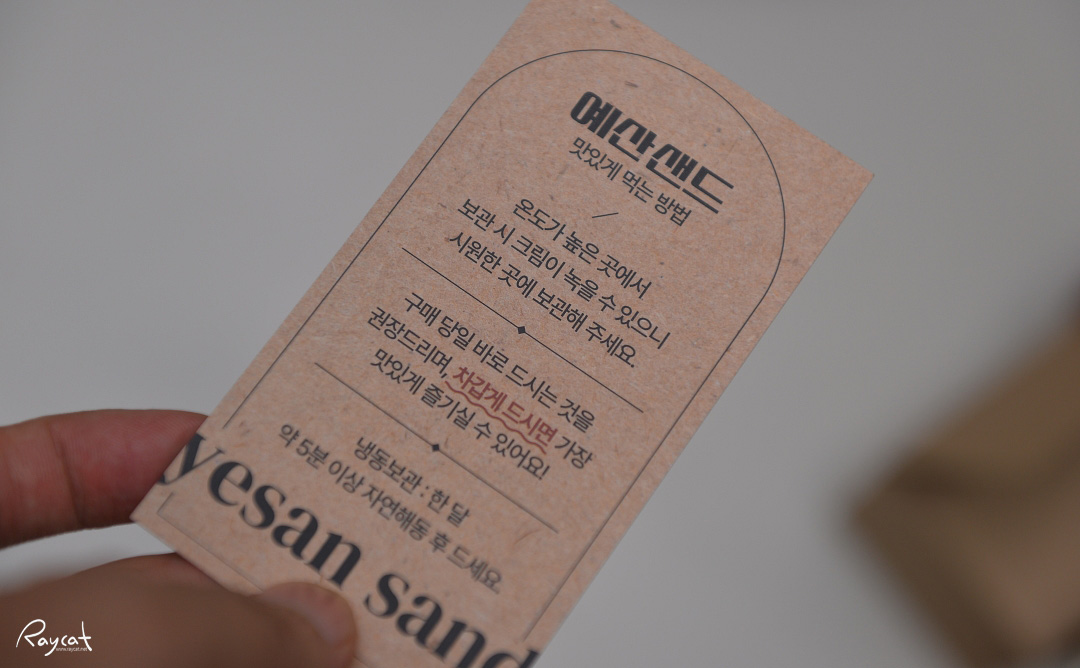 예산샌드
맛있게 먹는 방법
온도가 높은 곳에서
보관 시 크림이 녹을 수 있으니
시원한 곳에 보관해 주세요.
구매 당일 바로 드시는 것을
권장드리며, 차갑게 드시면 가장
맛있게 즐기실 수 있어요!
냉동보관 : 한 달
약 5분 이상 자연해동 후 드세요.
yesan sand
Raycat
www.raycat.net